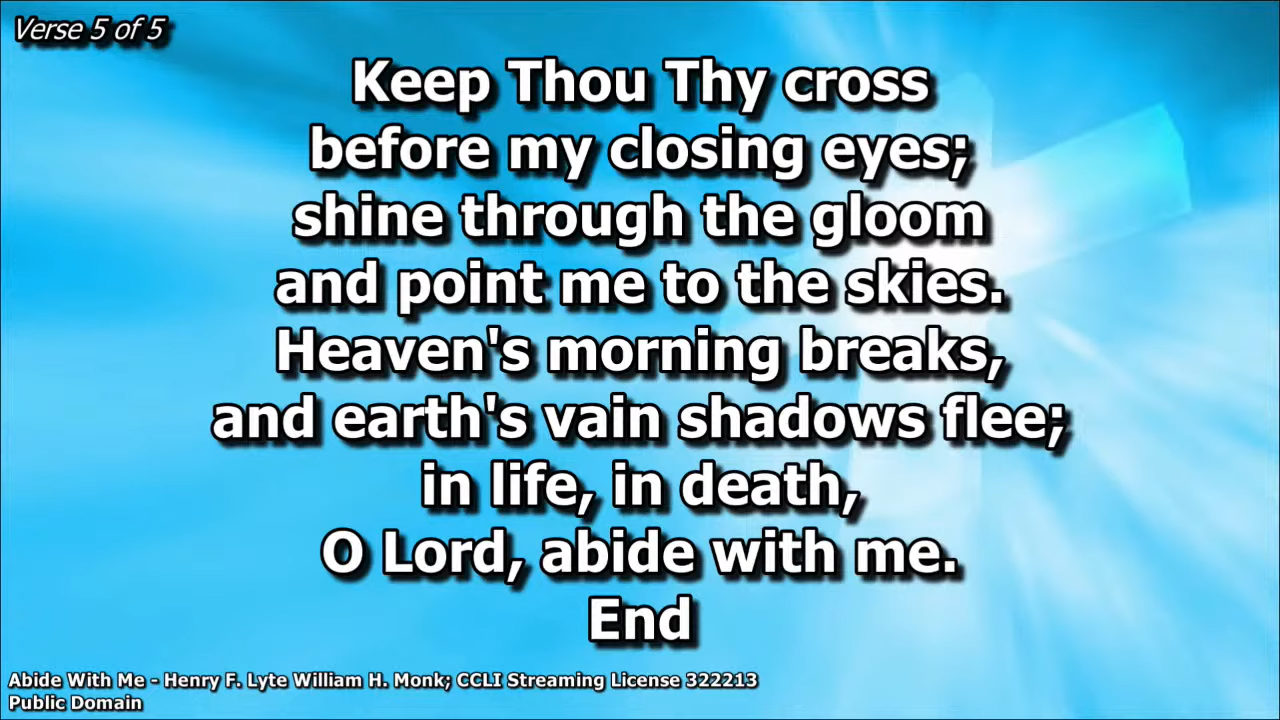 Verse 5 of 5
Keep Thou Thy cross
before my closing eyes;
shine through the gloom
and point me to the skies.
Heaven's morning breaks,
and earth's vain shadows flee;
in life, in death,
O Lord, abide with me.
End
Abide With Me - Henry F. Lyte William H. Monk; CCLI Streaming License 322213
Public Domain